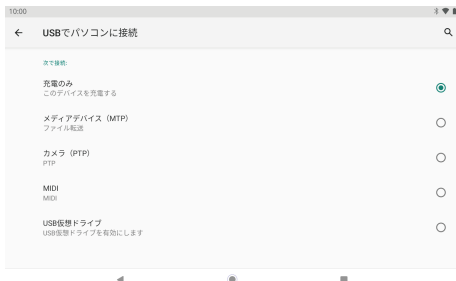 10:00
USBでパソコンに接続
次で接続:
充電のみ
このデバイスを充電する
メディアデバイス（MTP）
ファイル転送
カメラ（PTP）
PTP
MIDI
MIDI
USB仮想ドライブ
USB仮想ドライブを有効にします